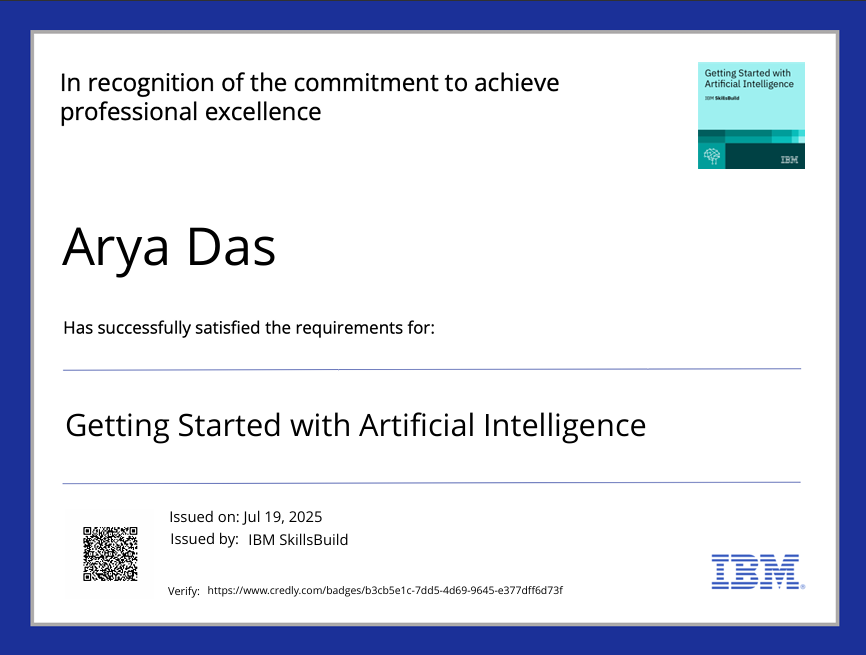 In recognition of the commitment to achieve
professional excellence
Getting Started with
Artificial Intelligence
IBM SkillsBuild
IBM
Arya Das
Has successfully satisfied the requirements for:
Getting Started with Artificial Intelligence
Issued on: Jul 19, 2025
Issued by: IBM SkillsBuild
IBM®
Verify: https://www.credly.com/badges/b3cb5e1c-7dd5-4d69-9645-e377dff6d73f